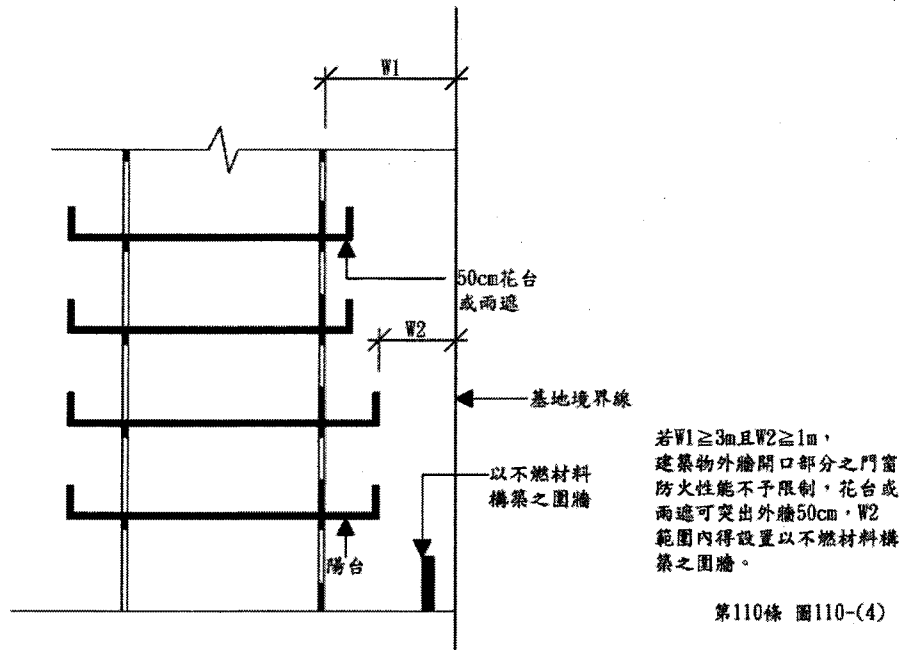 W1
50cm花台
或雨遮
W2
基地境界線
以不燃材料
構築之圍牆
陽台
若W1≧3m且W2≧1m，
建築物外牆開口部分之門窗
防火性能不予限制，花台或
雨遮可突出外牆50cm，W2
範圍內得設置以不燃材料構
築之圍牆。
第110條 圖110-(4)